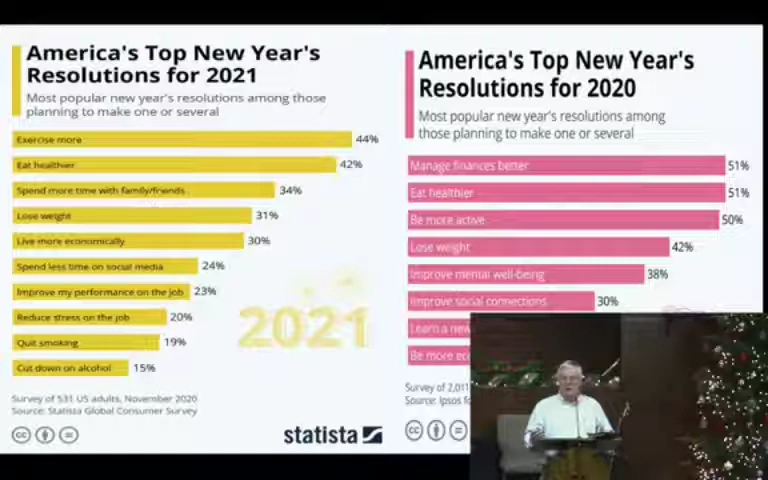 America's Top New Year's
Resolutions for 2021
Most popular new year's resolutions among those
planning to make one or several
Exercise more 44%
Eat healthier 42%
Spend more time with family/friends 34%
Lose weight 31%
Live more economically 30%
Spend less time on social media 24%
Improve my performance on the job 23%
Reduce stress on the job 20%
Quit smoking 19%
Cut down on alcohol 15%
2021
Survey of 531 US adults, November 2020
Source: Statista Global Consumer Survey
cc
statista
America's Top New Year's
Resolutions for 2020
Most popular new year's resolutions among
those planning to make one or several
Manage finances better 51%
Eat healthier 51%
Be more active 50%
Lose weight 42%
Improve mental well-being 38%
Improve social connections 30%
Learn a new
Be more
Survey of 2,011
Source: Ipsos
cc